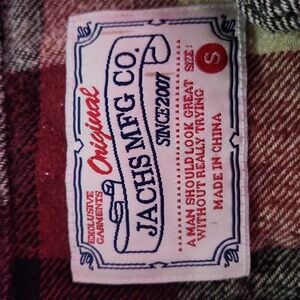 EXCLUSIVE
GARMENTS
Original
JACHS MFG CO.
SINCE 2007
A MAN SHOULD LOOK GREAT
WITHOUT REALLY TRYING
MADE IN CHINA
SIZE:
S